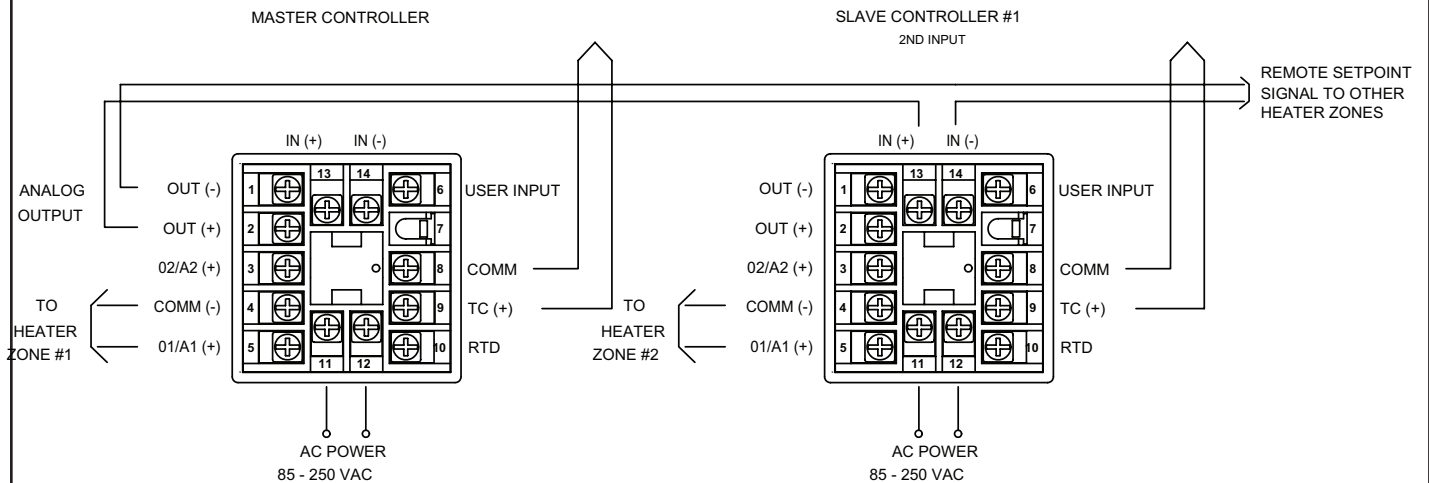 MASTER CONTROLLER
SLAVE CONTROLLER #1
2ND INPUT
REMOTE SETPOINT
SIGNAL TO OTHER
HEATER ZONES
IN (+) IN (-)
ANALOG
OUTPUT
OUT (-)
OUT (+)
02/A2 (+)
COMM (-)
01/A1 (+)
TO
HEATER
ZONE #1
1
2
3
4
5
13 14
6
7
8
9
10
11 12
USER INPUT
COMM
TC (+)
RTD
AC POWER
85 - 250 VAC
IN (+) IN (-)
OUT (-)
OUT (+)
02/A2 (+)
COMM (-)
01/A1 (+)
TO
HEATER
ZONE #2
1
2
3
4
5
13 14
6
7
8
9
10
11 12
USER INPUT
COMM
TC (+)
RTD
AC POWER
85 - 250 VAC